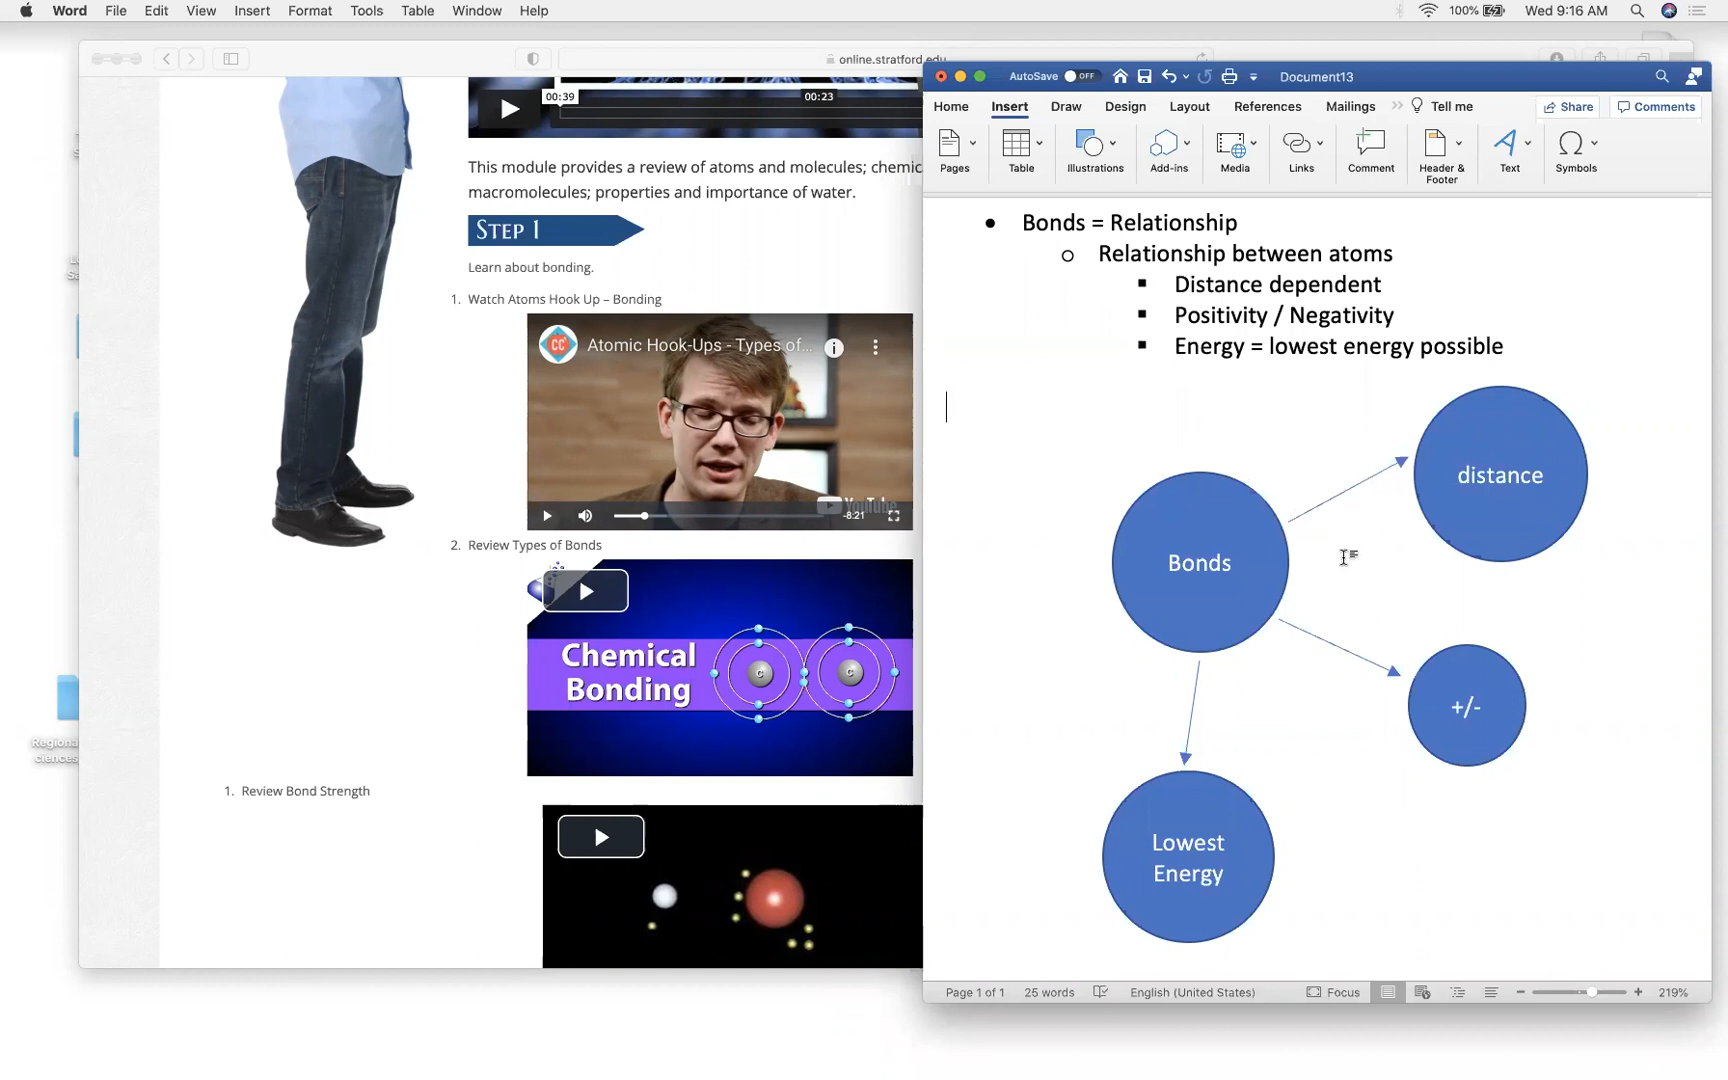 Word File Edit View Insert Format Tools Table Window Help
100% Wed 9:16 AM
online.stratford.edu
00:39
00:23
This module provides a review of atoms and molecules; chemi
macromolecules; properties and importance of water.
STEP 1
Learn about bonding.
1. Watch Atoms Hook Up – Bonding
CC
Atomic Hook-Ups - Types of...
YouTube
-8:21
2. Review Types of Bonds
Chemical
Bonding
C
C
1. Review Bond Strength
Regional
ciences
AutoSave OFF
Document13
Home Insert Draw Design Layout References Mailings Tell me
Share Comments
Pages Table Illustrations Add-ins Media Links Comment Header & Footer Text Symbols
• Bonds = Relationship
o Relationship between atoms
▪ Distance dependent
▪ Positivity / Negativity
▪ Energy = lowest energy possible
distance
Bonds
+/-
Lowest
Energy
Page 1 of 1 25 words English (United States) Focus 219%